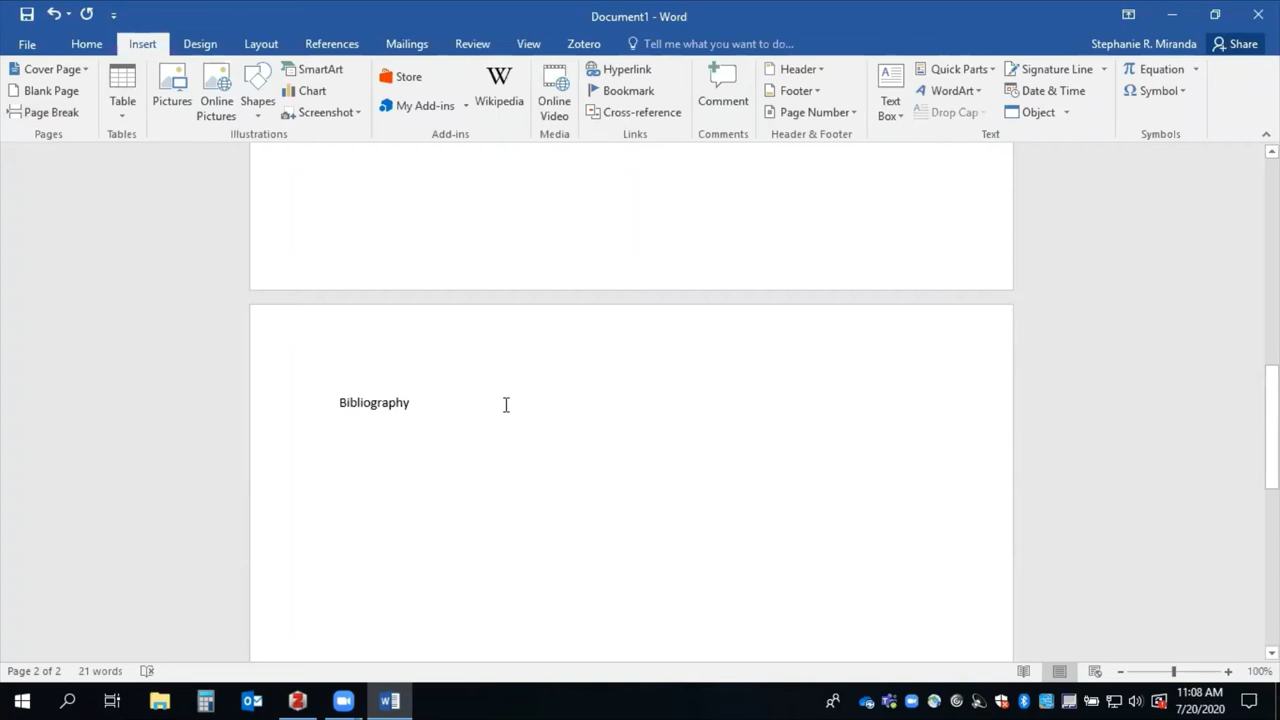 Document1 - Word
File Home Insert Design Layout References Mailings Review View Zotero Tell me what you want to do... Stephanie R. Miranda Share
Cover Page
Blank Page
Page Break
Pages
Table
Tables
Pictures
Online Pictures
Shapes
SmartArt
Chart
Screenshot
Illustrations
Store
My Add-ins
W
Wikipedia
Add-ins
Online Video
Media
Hyperlink
Bookmark
Cross-reference
Links
Comment
Comments
Header
Footer
Page Number
Header & Footer
Text Box
Quick Parts
WordArt
Drop Cap
Signature Line
Date & Time
Object
Text
Equation
Symbol
Symbols
Bibliography
Page 2 of 2 21 words 100%
11:08 AM
7/20/2020